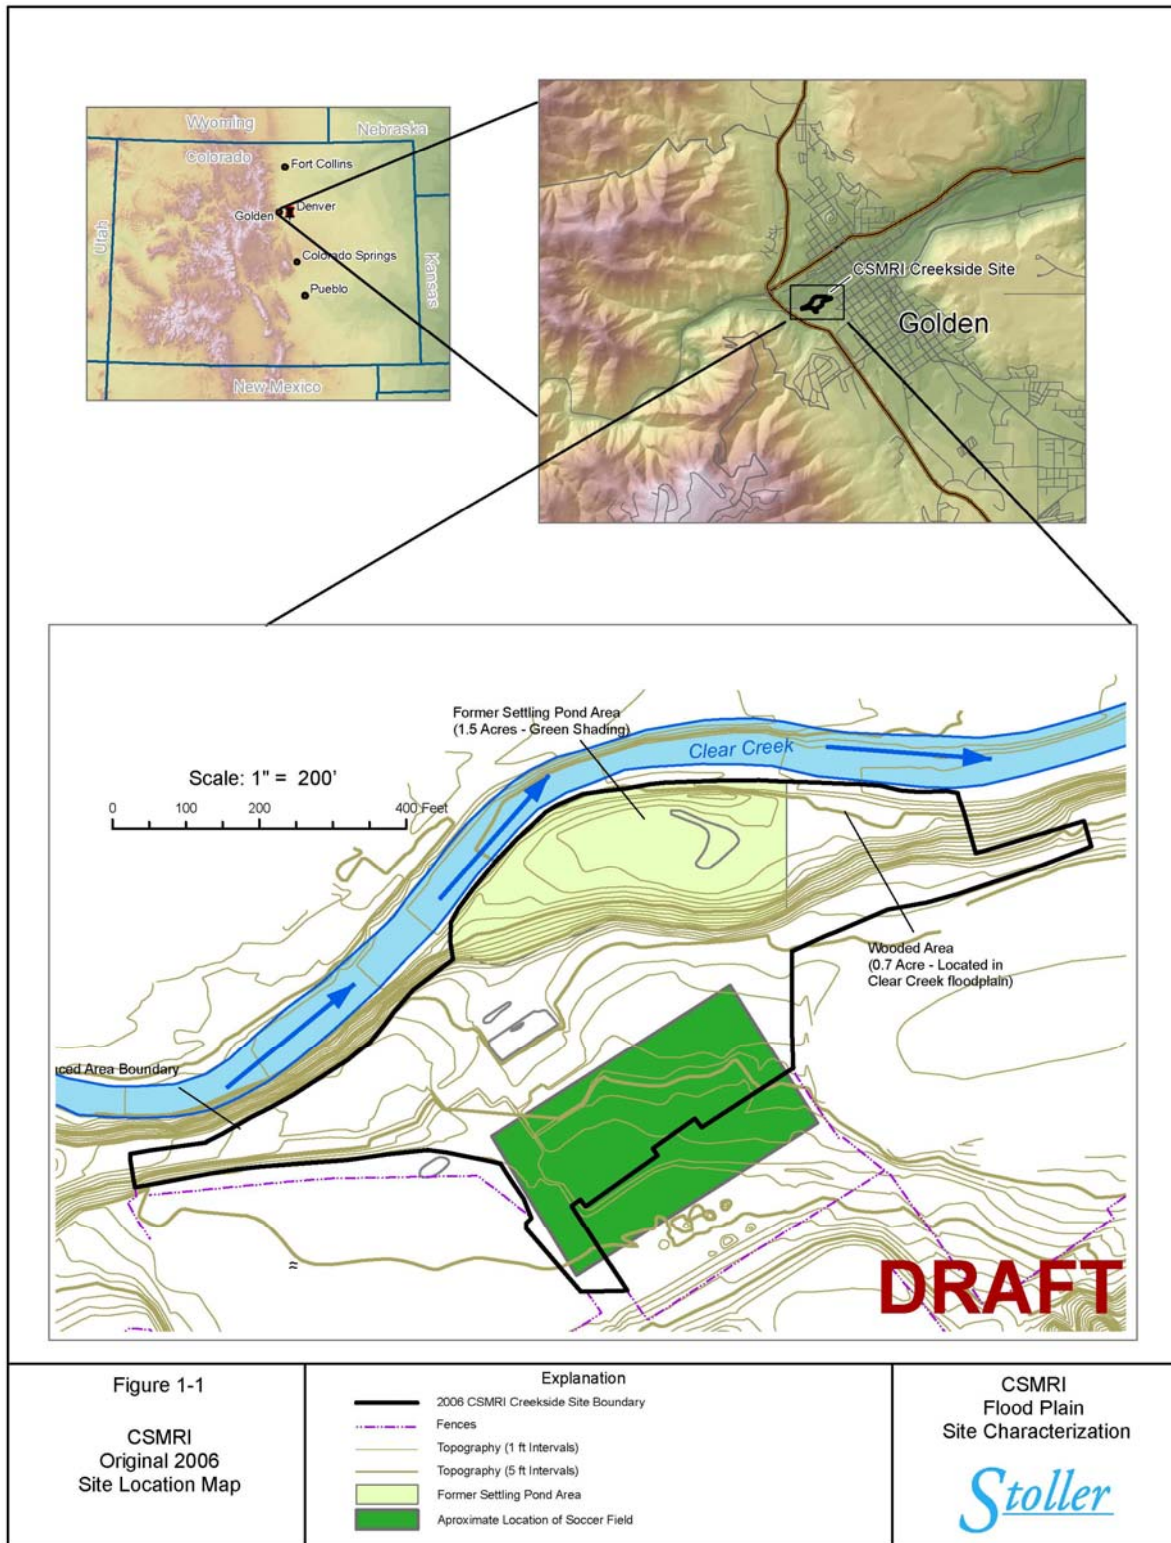 Wyoming
Nebraska
Colorado
Fort Collins
Golden
Denver
Utah
Colorado Springs
Kansas
Pueblo
New Mexico
CSMRI Creekside Site
Golden
Former Settling Pond Area
(1.5 Acres - Green Shading)
Clear Creek
Scale: 1" = 200'
0 100 200 400 Feet
Wooded Area
(0.7 Acre - Located in
Clear Creek floodplain)
uced Area Boundary
DRAFT
Figure 1-1
CSMRI
Original 2006
Site Location Map
Explanation
2006 CSMRI Creekside Site Boundary
Fences
Topography (1 ft Intervals)
Topography (5 ft Intervals)
Former Settling Pond Area
Aproximate Location of Soccer Field
CSMRI
Flood Plain
Site Characterization
Stoller